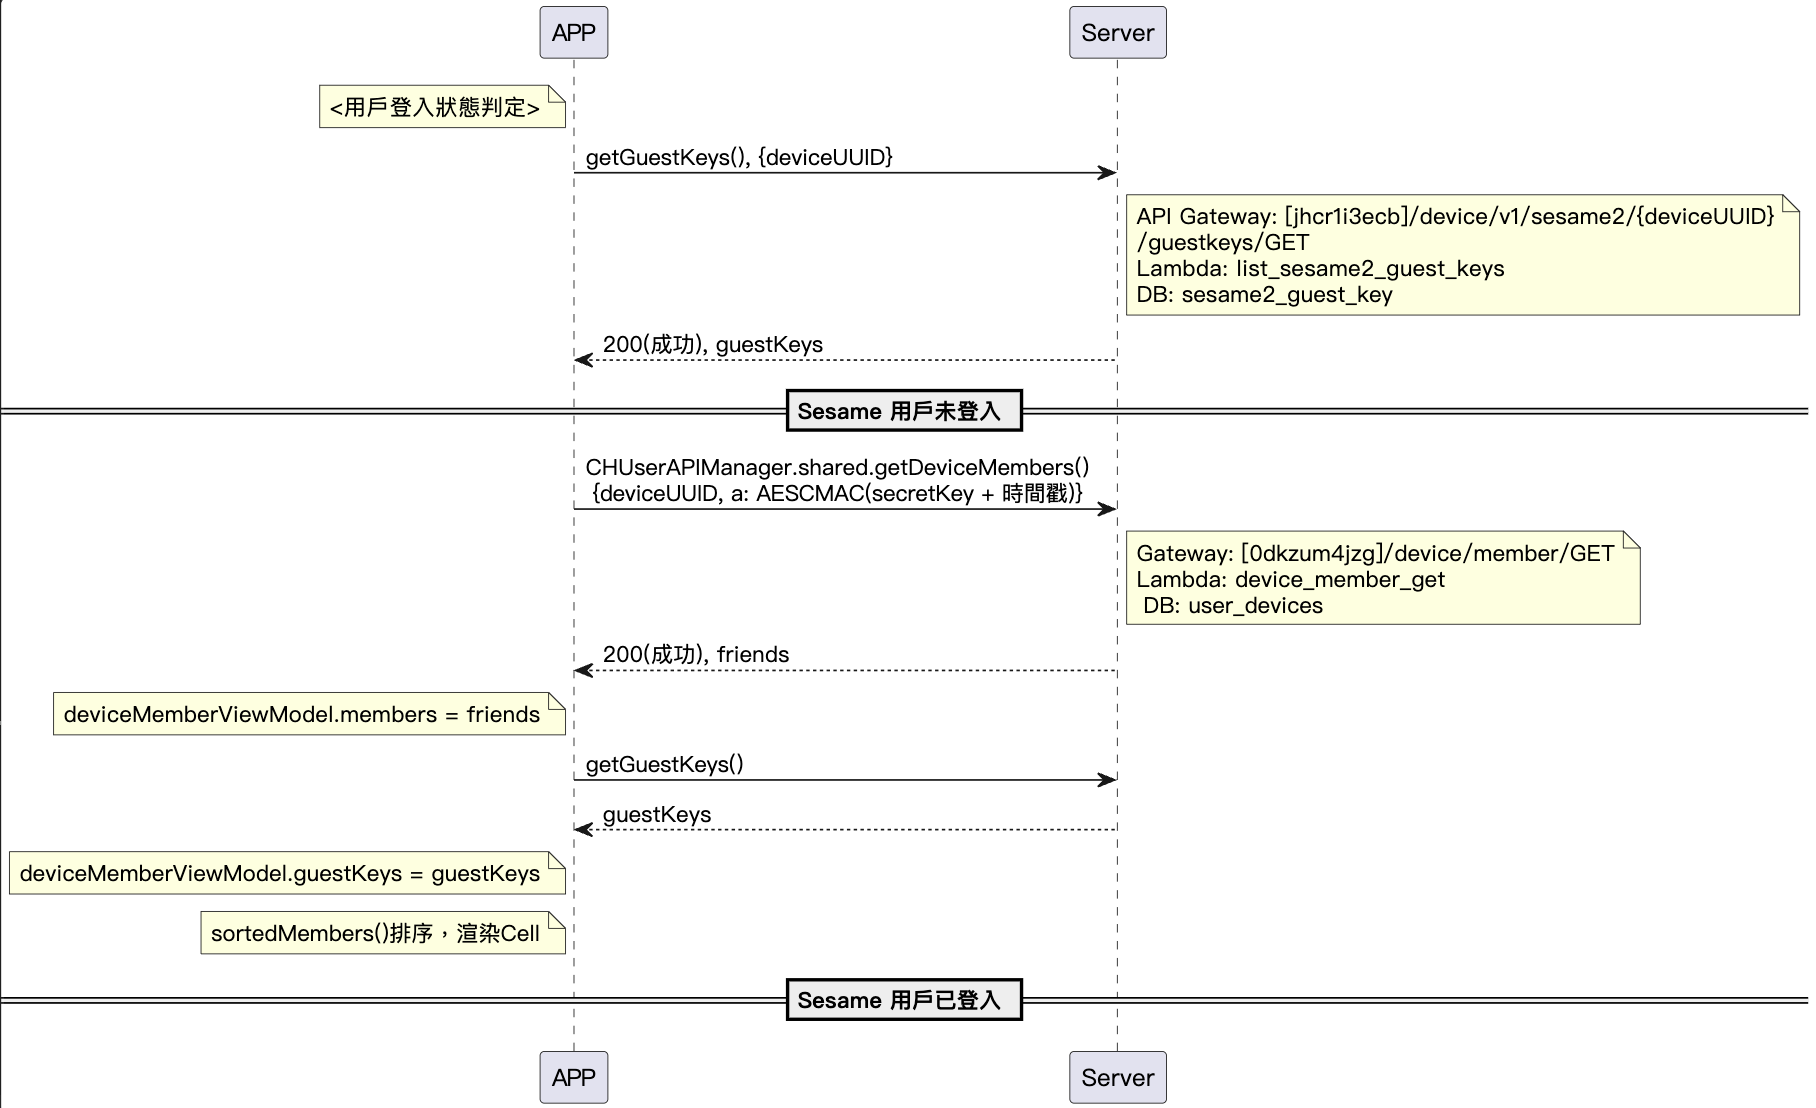 APP
Server
<用戶登入狀態判定>
getGuestKeys(), {deviceUUID}
API Gateway: [jhcr1i3ecb]/device/v1/sesame2/{deviceUUID}
/guestkeys/GET
Lambda: list_sesame2_guest_keys
DB: sesame2_guest_key
200(成功), guestKeys
Sesame 用戶未登入
CHUserAPIManager.shared.getDeviceMembers()
{deviceUUID, a: AESCMAC(secretKey + 時間戳)}
Gateway: [0dkzum4jzg]/device/member/GET
Lambda: device_member_get
DB: user_devices
200(成功), friends
deviceMemberViewModel.members = friends
getGuestKeys()
guestKeys
deviceMemberViewModel.guestKeys = guestKeys
sortedMembers()排序，渲染Cell
Sesame 用戶已登入
APP
Server